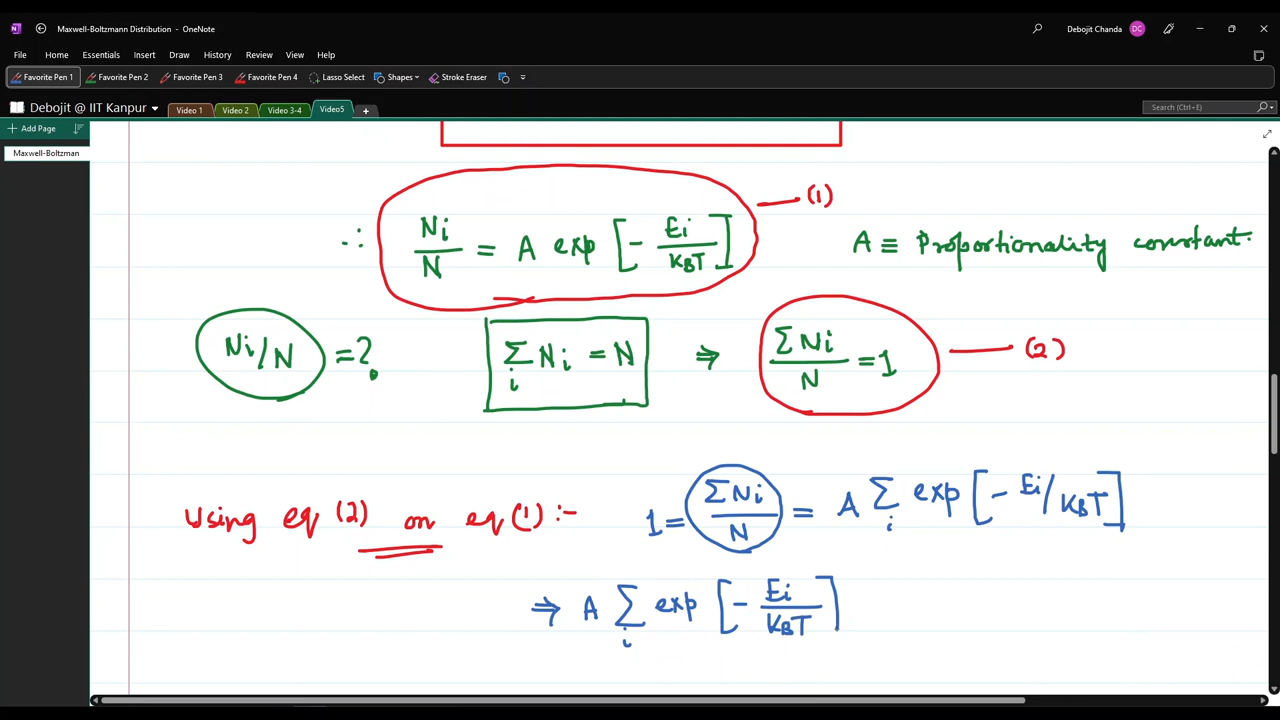 Maxwell-Boltzmann Distribution - OneNote
Debojit Chanda DC
File Home Essentials Insert Draw History Review View Help
Favorite Pen 1 Favorite Pen 2 Favorite Pen 3 Favorite Pen 4 Lasso Select Shapes Stroke Eraser
Debojit @ IIT Kanpur Video 1 Video 2 Video 3-4 Video5 + Search (Ctrl+E)
+ Add Page
Maxwell-Boltzman
∴ Ni/N = A exp [- Ei/KBT] (1) A ≡ Proportionality constant.
Ni/N = ? Σi Ni = N ⇒ ΣNi/N = 1 (2)
Using eq (2) on eq (1) :- 1 = ΣNi/N = A Σi exp [- Ei/KBT]
⇒ A Σi exp [- Ei/KBT]